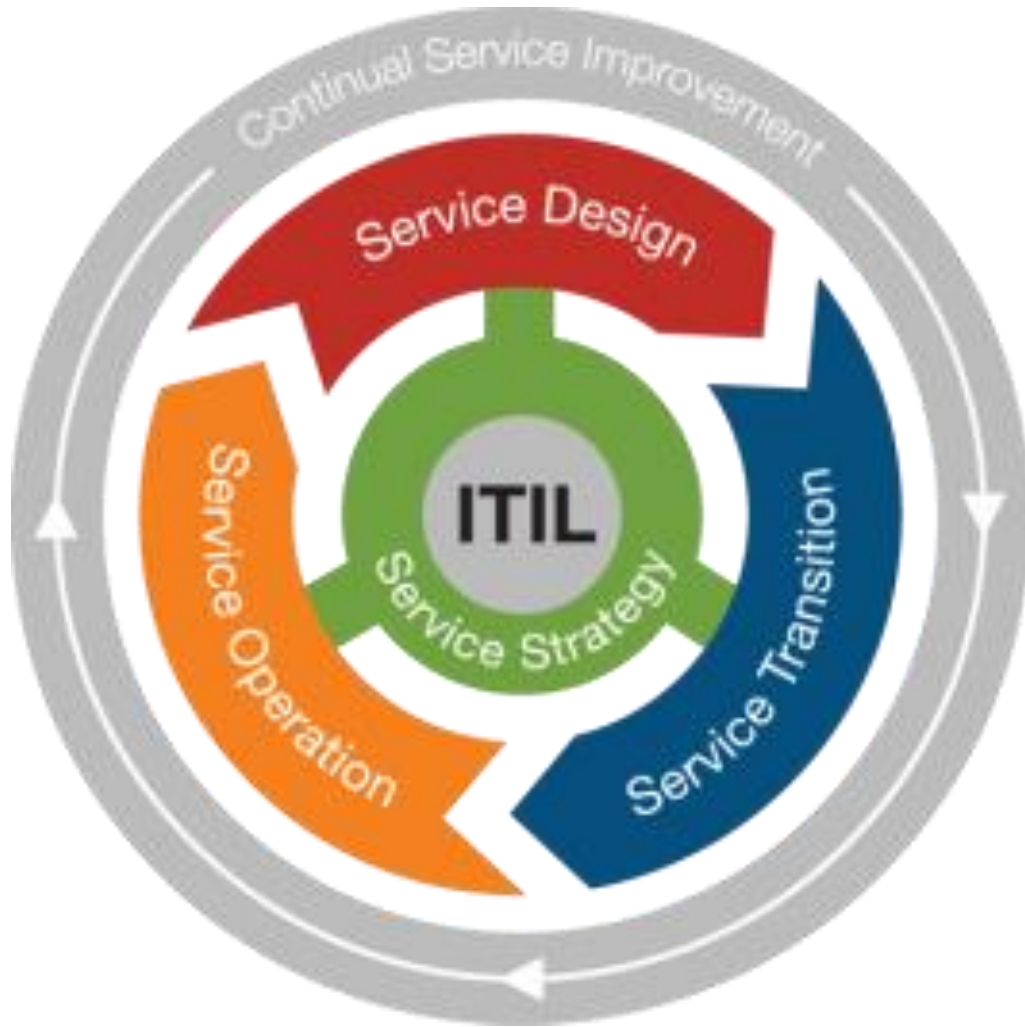 Continual Service Improvement
Service Design
ITIL
Service Strategy
Service Transition
Service Operation